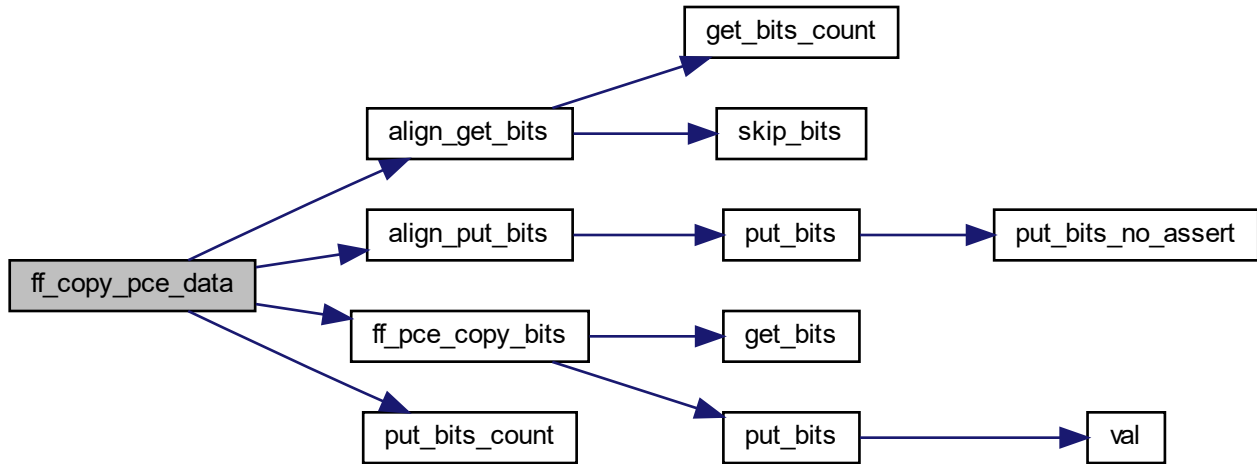 get_bits_count
align_get_bits
skip_bits
align_put_bits
put_bits
put_bits_no_assert
ff_copy_pce_data
ff_pce_copy_bits
get_bits
put_bits_count
put_bits
val